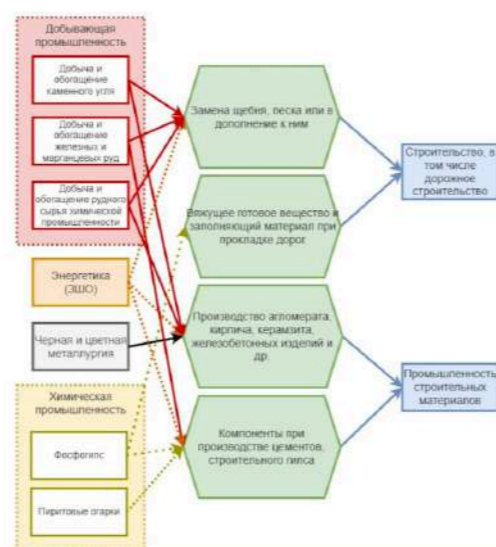 Добывающая
промышленность
Добыча и
обогащение
каменного угля
Добыча и
обогащение
железных и
марганцевых руд
Добыча и
обогащение рудного
сырья химической
промышленности
Энергетика
(ЗШО)
Черная и цветная
металлургия
Химическая
промышленность
Фосфогипс
Пиритовые огарки
Замена щебня, песка или в
дополнение к ним
Вяжущее готовое вещество и
заполняющий материал при
прокладке дорог
Производство агломерата,
кирпича, керамзита,
железобетонных изделий и
др.
Компоненты при
производстве цементов,
строительного гипса
Строительство, в
том числе
дорожное
строительство
Промышленность
строительных
материалов